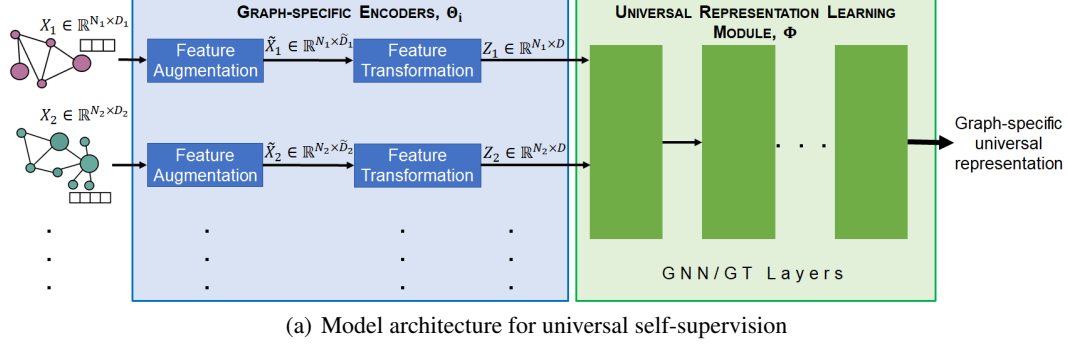 GRAPH-SPECIFIC ENCODERS, Θi
UNIVERSAL REPRESENTATION LEARNING
MODULE, Φ
X₁ ∈ ℝ^{N₁×D₁}
Feature
Augmentation
X̃₁ ∈ ℝ^{N₁×D̃₁}
Feature
Transformation
Z₁ ∈ ℝ^{N₁×D}
X₂ ∈ ℝ^{N₂×D₂}
Feature
Augmentation
X̃₂ ∈ ℝ^{N₂×D̃₂}
Feature
Transformation
Z₂ ∈ ℝ^{N₂×D}
. . .
Graph-specific
universal
representation
GNN/GT Layers
(a) Model architecture for universal self-supervision